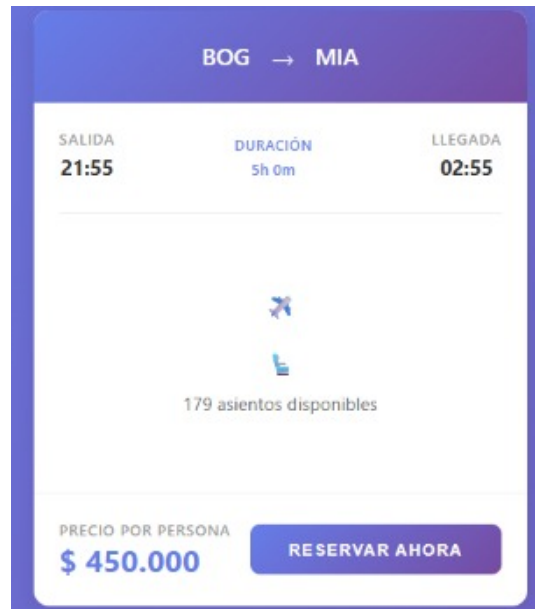 BOG → MIA
SALIDA
21:55
DURACIÓN
5h 0m
LLEGADA
02:55
179 asientos disponibles
PRECIO POR PERSONA
$ 450.000
RESERVAR AHORA